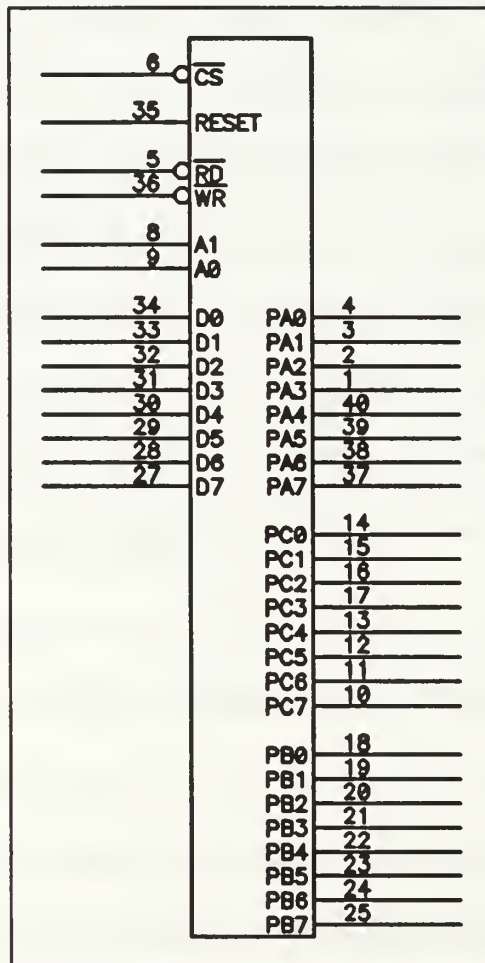 6 C̅S̅
35 RESET
5 R̅D̅
36 W̅R̅
8 A1
9 A0
34 D0 PA0 4
33 D1 PA1 3
32 D2 PA2 2
31 D3 PA3 1
30 D4 PA4 40
29 D5 PA5 39
28 D6 PA6 38
27 D7 PA7 37
PC0 14
PC1 15
PC2 16
PC3 17
PC4 13
PC5 12
PC6 11
PC7 10
PB0 18
PB1 19
PB2 20
PB3 21
PB4 22
PB5 23
PB6 24
PB7 25